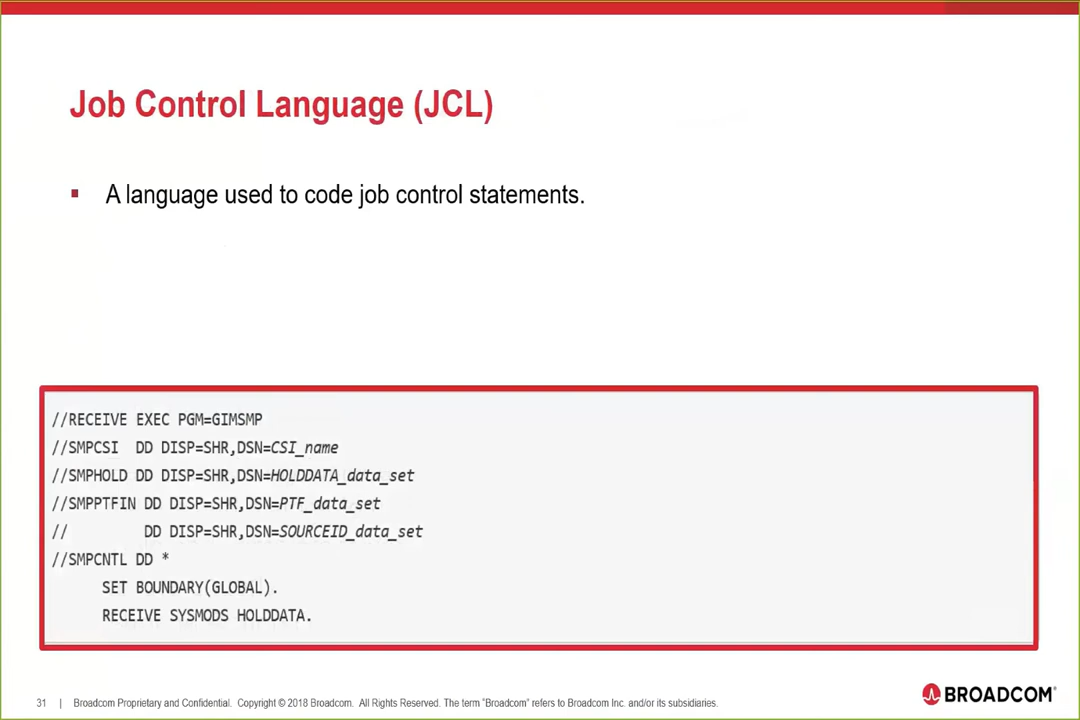 Job Control Language (JCL)
▪ A language used to code job control statements.
//RECEIVE EXEC PGM=GIMSMP
//SMPCSI  DD DISP=SHR,DSN=CSI_name
//SMPHOLD DD DISP=SHR,DSN=HOLDDATA_data_set
//SMPPTFIN DD DISP=SHR,DSN=PTF_data_set
//         DD DISP=SHR,DSN=SOURCEID_data_set
//SMPCNTL DD *
      SET BOUNDARY(GLOBAL).
      RECEIVE SYSMODS HOLDDATA.
31 | Broadcom Proprietary and Confidential. Copyright © 2018 Broadcom. All Rights Reserved. The term "Broadcom" refers to Broadcom Inc. and/or its subsidiaries.
BROADCOM®